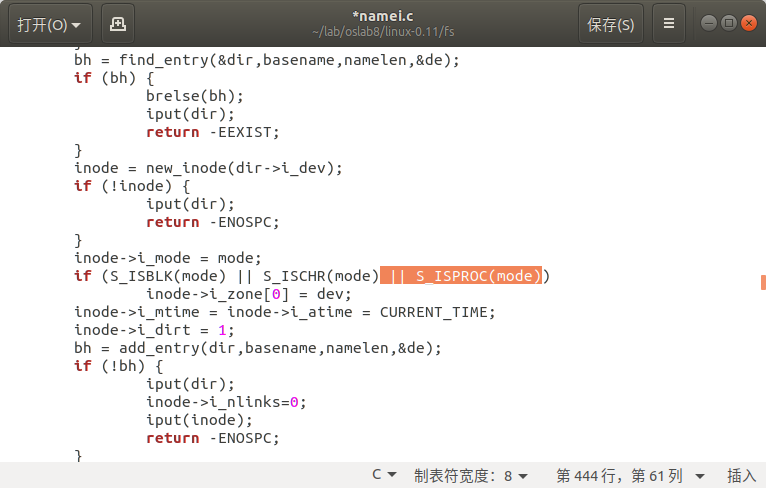 打开(O)
*namei.c
~/lab/oslab8/linux-0.11/fs
保存(S)
}
bh = find_entry(&dir,basename,namelen,&de);
if (bh) {
brelse(bh);
iput(dir);
return -EEXIST;
}
inode = new_inode(dir->i_dev);
if (!inode) {
iput(dir);
return -ENOSPC;
}
inode->i_mode = mode;
if (S_ISBLK(mode) || S_ISCHR(mode) || S_ISPROC(mode))
inode->i_zone[0] = dev;
inode->i_mtime = inode->i_atime = CURRENT_TIME;
inode->i_dirt = 1;
bh = add_entry(dir,basename,namelen,&de);
if (!bh) {
iput(dir);
inode->i_nlinks=0;
iput(inode);
return -ENOSPC;
}
C 制表符宽度：8 第 444 行，第 61 列 插入